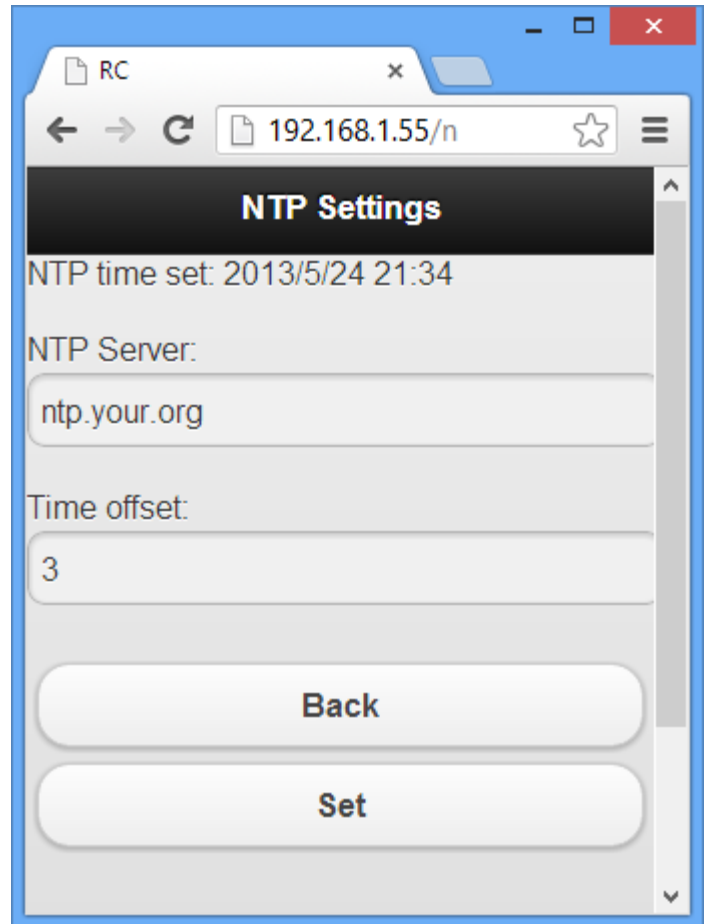 RC
192.168.1.55/n
NTP Settings
NTP time set: 2013/5/24 21:34
NTP Server:
ntp.your.org
Time offset:
3
Back
Set